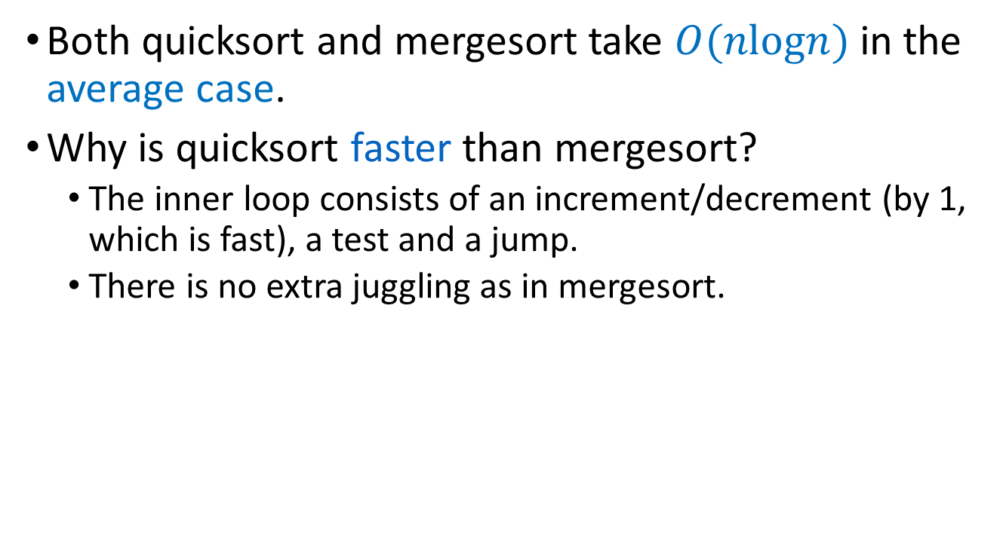 • Both quicksort and mergesort take O(nlogn) in the
average case.
• Why is quicksort faster than mergesort?
• The inner loop consists of an increment/decrement (by 1,
which is fast), a test and a jump.
• There is no extra juggling as in mergesort.